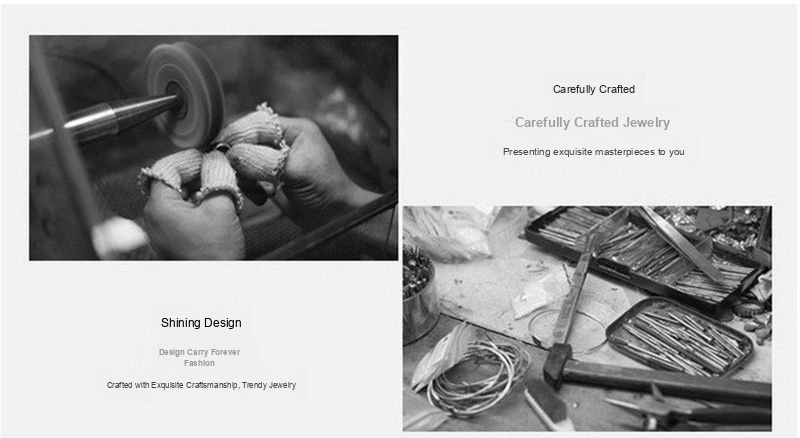 Carefully Crafted
Carefully Crafted Jewelry
Presenting exquisite masterpieces to you
Shining Design
Design Carry Forever
Fashion
Crafted with Exquisite Craftsmanship, Trendy Jewelry